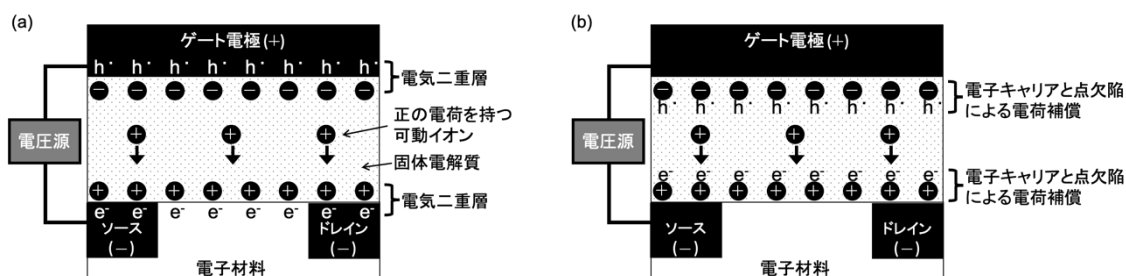 (a)
ゲート電極(+)
h・ h・ h・ h・ h・ h・ h・ h・
電気二重層
正の電荷を持つ
可動イオン
電圧源
固体電解質
電気二重層
e⁻ e⁻ e⁻ e⁻ e⁻ e⁻ e⁻ e⁻
ソース
(−)
ドレイン
(−)
電子材料
(b)
ゲート電極(+)
h・ h・ h・ h・ h・ h・ h・
電子キャリアと点欠陥
による電荷補償
電圧源
e⁻ e⁻ e⁻ e⁻ e⁻ e⁻ e⁻
電子キャリアと点欠陥
による電荷補償
ソース
(−)
ドレイン
(−)
電子材料